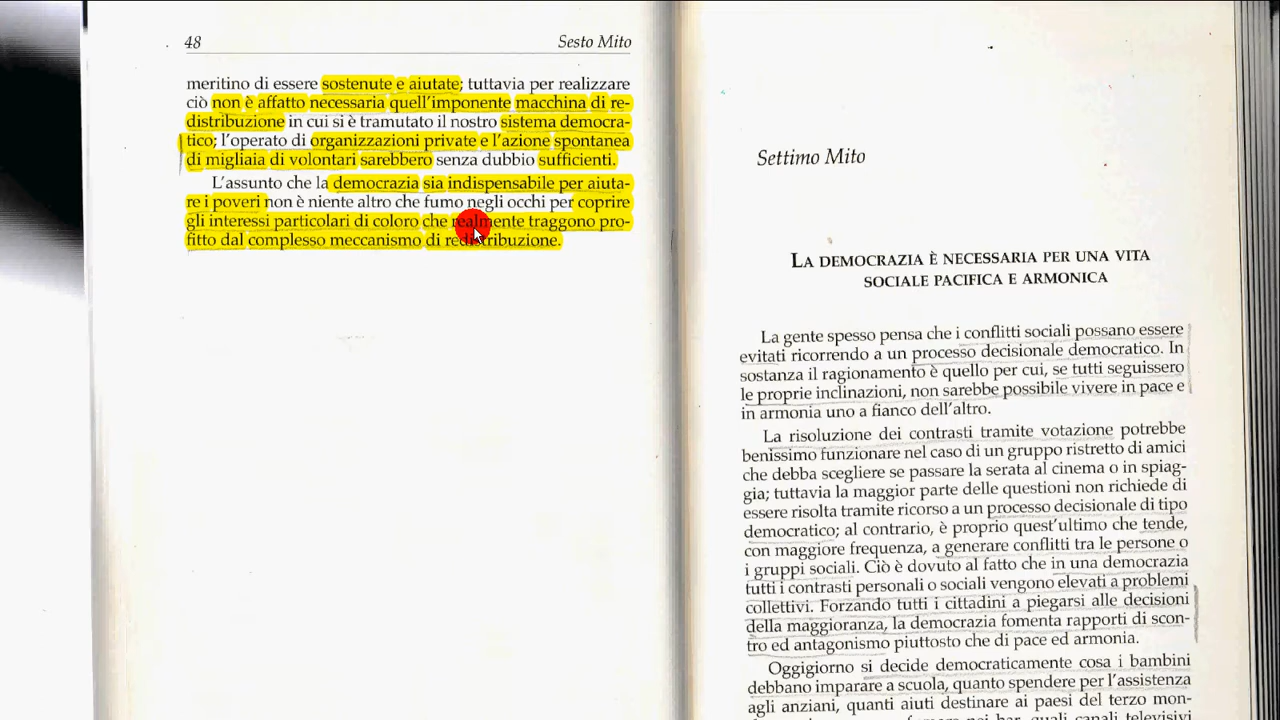 48
Sesto Mito
meritino di essere sostenute e aiutate; tuttavia per realizzare
ciò non è affatto necessaria quell'imponente macchina di re-
distribuzione in cui si è tramutato il nostro sistema democra-
tico; l'operato di organizzazioni private e l'azione spontanea
di migliaia di volontari sarebbero senza dubbio sufficienti.
L'assunto che la democrazia sia indispensabile per aiuta-
re i poveri non è niente altro che fumo negli occhi per coprire
gli interessi particolari di coloro che realmente traggono pro-
fitto dal complesso meccanismo di redistribuzione.
Settimo Mito
LA DEMOCRAZIA È NECESSARIA PER UNA VITA
SOCIALE PACIFICA E ARMONICA
La gente spesso pensa che i conflitti sociali possano essere
evitati ricorrendo a un processo decisionale democratico. In
sostanza il ragionamento è quello per cui, se tutti seguissero
le proprie inclinazioni, non sarebbe possibile vivere in pace e
in armonia uno a fianco dell'altro.
La risoluzione dei contrasti tramite votazione potrebbe
benissimo funzionare nel caso di un gruppo ristretto di amici
che debba scegliere se passare la serata al cinema o in spiag-
gia; tuttavia la maggior parte delle questioni non richiede di
essere risolta tramite ricorso a un processo decisionale di tipo
democratico; al contrario, è proprio quest'ultimo che tende,
con maggiore frequenza, a generare conflitti tra le persone o
i gruppi sociali. Ciò è dovuto al fatto che in una democrazia
tutti i contrasti personali o sociali vengono elevati a problemi
collettivi. Forzando tutti i cittadini a piegarsi alle decisioni
della maggioranza, la democrazia fomenta rapporti di scon-
tro ed antagonismo piuttosto che di pace ed armonia.
Oggigiorno si decide democraticamente cosa i bambini
debbano imparare a scuola, quanto spendere per l'assistenza
agli anziani, quanti aiuti destinare ai paesi del terzo mon-
quali canali televisivi